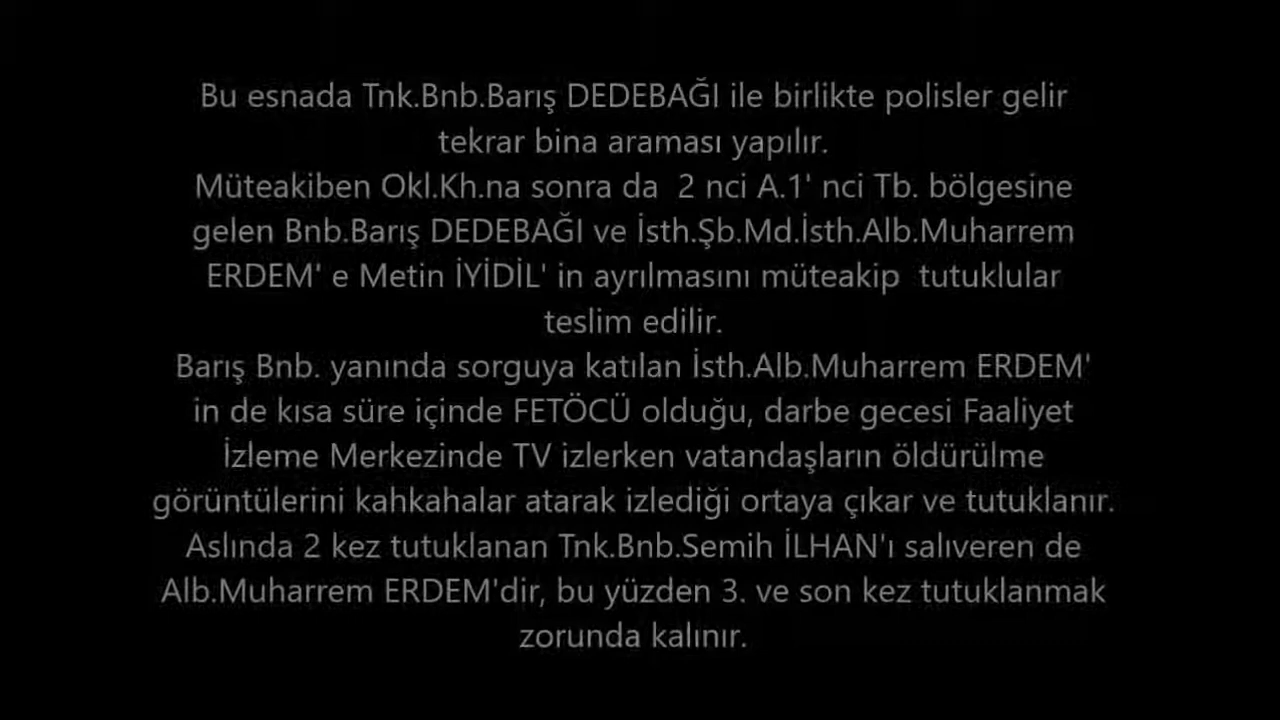 Bu esnada Tnk.Bnb.Barış DEDEBAĞI ile birlikte polisler gelir
tekrar bina araması yapılır.
Müteakiben Okl.Kh.na sonra da  2 nci A.1' nci Tb. bölgesine
gelen Bnb.Barış DEDEBAĞI ve İsth.Şb.Md.İsth.Alb.Muharrem
ERDEM' e Metin İYİDİL' in ayrılmasını müteakip  tutuklular
teslim edilir.
Barış Bnb. yanında sorguya katılan İsth.Alb.Muharrem ERDEM'
in de kısa süre içinde FETÖCÜ olduğu, darbe gecesi Faaliyet
İzleme Merkezinde TV izlerken vatandaşların öldürülme
görüntülerini kahkahalar atarak izlediği ortaya çıkar ve tutuklanır.
Aslında 2 kez tutuklanan Tnk.Bnb.Semih İLHAN'ı salıveren de
Alb.Muharrem ERDEM'dir, bu yüzden 3. ve son kez tutuklanmak
zorunda kalınır.